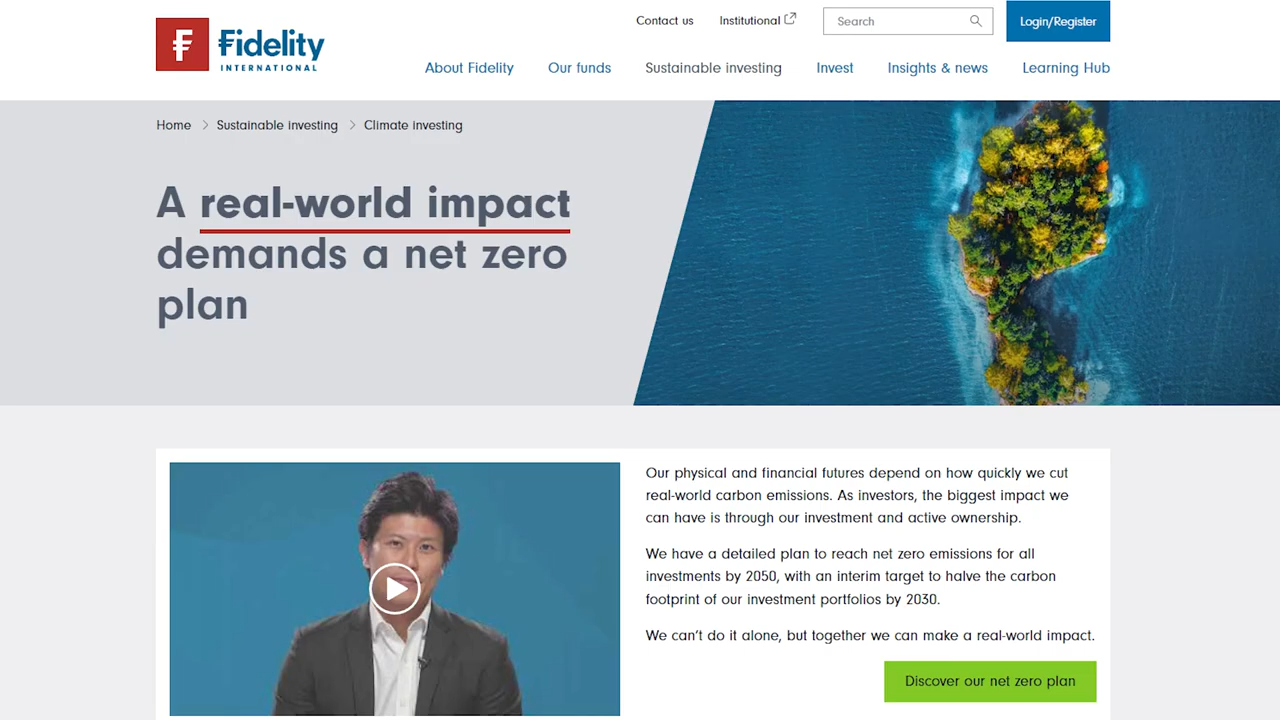 Contact us
Institutional
Search
Login/Register
Fidelity
INTERNATIONAL
About Fidelity
Our funds
Sustainable investing
Invest
Insights & news
Learning Hub
Home
Sustainable investing
Climate investing
A real-world impact
demands a net zero
plan
Our physical and financial futures depend on how quickly we cut
real-world carbon emissions. As investors, the biggest impact we
can have is through our investment and active ownership.
We have a detailed plan to reach net zero emissions for all
investments by 2050, with an interim target to halve the carbon
footprint of our investment portfolios by 2030.
We can't do it alone, but together we can make a real-world impact.
Discover our net zero plan